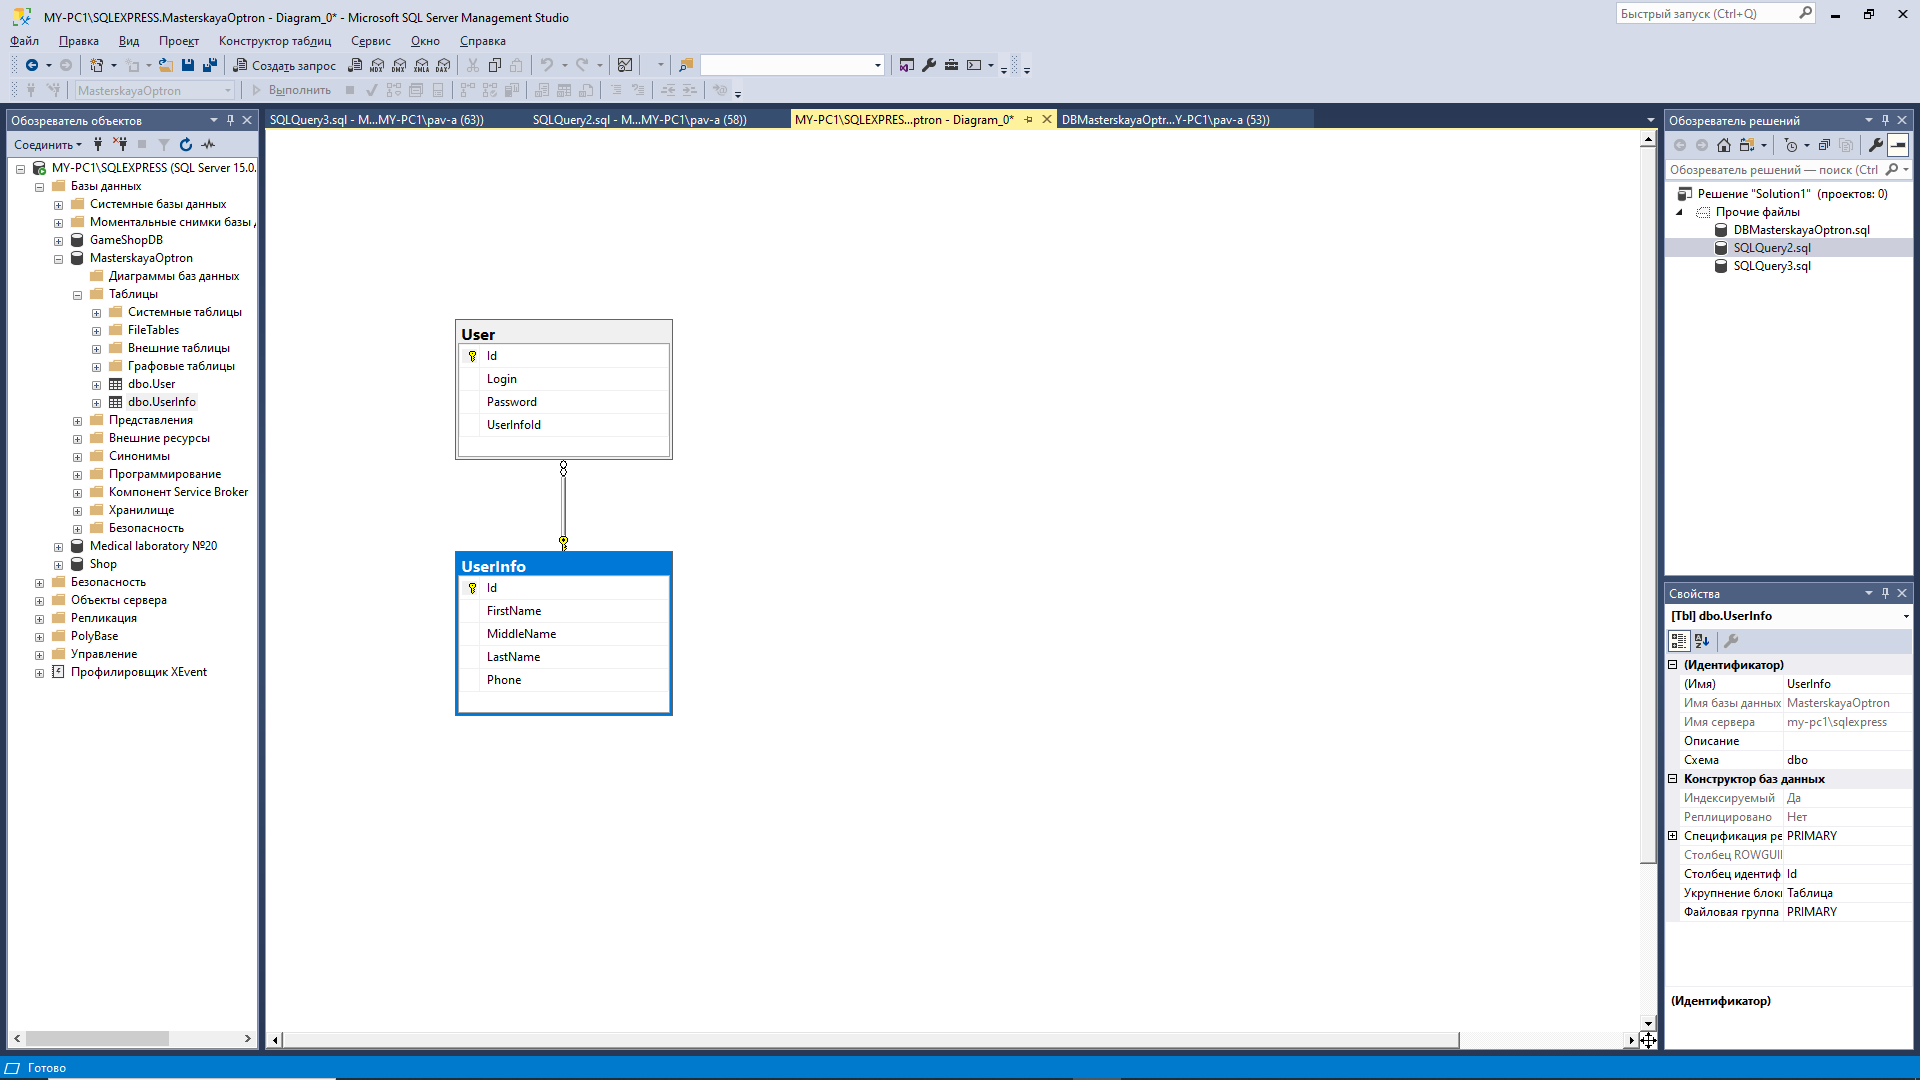 MY-PC1\SQLEXPRESS.MasterskayaOptron - Diagram_0* - Microsoft SQL Server Management Studio
Быстрый запуск (Ctrl+Q)
Файл Правка Вид Проект Конструктор таблиц Сервис Окно Справка
Создать запрос
MDX DMX XMLA DAX
MasterskayaOptron
Выполнить
Обозреватель объектов
Соединить
MY-PC1\SQLEXPRESS (SQL Server 15.0.
Базы данных
Системные базы данных
Моментальные снимки базы
GameShopDB
MasterskayaOptron
Диаграммы баз данных
Таблицы
Системные таблицы
FileTables
Внешние таблицы
Графовые таблицы
dbo.User
dbo.UserInfo
Представления
Внешние ресурсы
Синонимы
Программирование
Компонент Service Broker
Хранилище
Безопасность
Medical laboratory №20
Shop
Безопасность
Объекты сервера
Репликация
PolyBase
Управление
Профилировщик XEvent
SQLQuery3.sql - M...MY-PC1\pav-a (63))
SQLQuery2.sql - M...MY-PC1\pav-a (58))
MY-PC1\SQLEXPRES...ptron - Diagram_0*
DBMasterskayaOptr...Y-PC1\pav-a (53))
User
Id
Login
Password
UserInfoId
UserInfo
Id
FirstName
MiddleName
LastName
Phone
Обозреватель решений
Обозреватель решений — поиск (Ctrl
Решение "Solution1" (проектов: 0)
Прочие файлы
DBMasterskayaOptron.sql
SQLQuery2.sql
SQLQuery3.sql
Свойства
[Tbl] dbo.UserInfo
(Идентификатор)
(Имя) UserInfo
Имя базы данных MasterskayaOptron
Имя сервера my-pc1\sqlexpress
Описание
Схема dbo
Конструктор баз данных
Индексируемый Да
Реплицировано Нет
Спецификация ре PRIMARY
Столбец ROWGUI
Столбец идентиф Id
Укрупнение блок Таблица
Файловая группа PRIMARY
(Идентификатор)
Готово